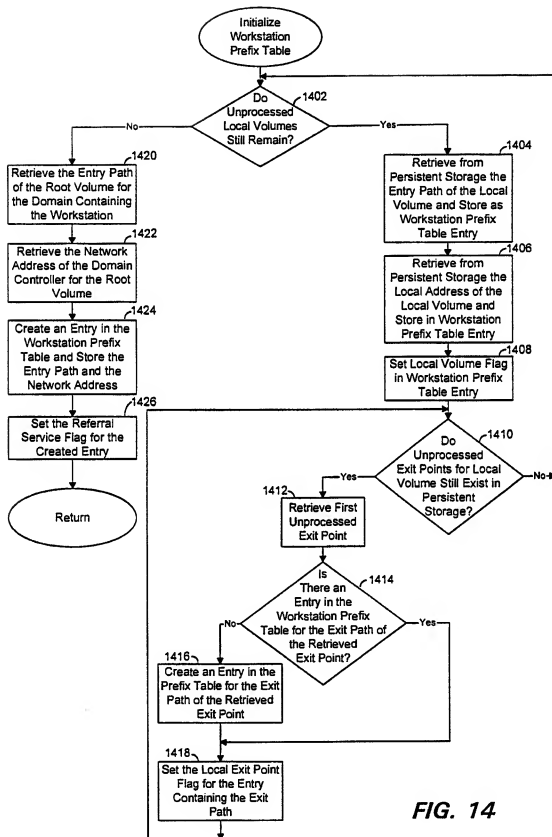 Initialize
Workstation
Prefix Table
1402
Do
Unprocessed
Local Volumes
Still Remain?
No
Yes
1420
Retrieve the Entry Path
of the Root Volume for
the Domain Containing
the Workstation
1422
Retrieve the Network
Address of the Domain
Controller for the Root
Volume
1424
Create an Entry in the
Workstation Prefix
Table and Store the
Entry Path and the
Network Address
1426
Set the Referral
Service Flag for the
Created Entry
Return
1404
Retrieve from
Persistent Storage the
Entry Path of the Local
Volume and Store as
Workstation Prefix
Table Entry
1406
Retrieve from
Persistent Storage the
Local Address of the
Local Volume and
Store in Workstation
Prefix Table Entry
1408
Set Local Volume Flag
in Workstation Prefix
Table Entry
1410
Do
Unprocessed
Exit Points for Local
Volume Still Exist in
Persistent
Storage?
Yes
No
1412
Retrieve First
Unprocessed
Exit Point
1414
Is
There an
Entry in the
Workstation Prefix
Table for the Exit Path of
the Retrieved
Exit Point?
No
Yes
1416
Create an Entry in the
Prefix Table for the Exit
Path of the Retrieved
Exit Point
1418
Set the Local Exit Point
Flag for the Entry
Containing the Exit
Path
FIG. 14